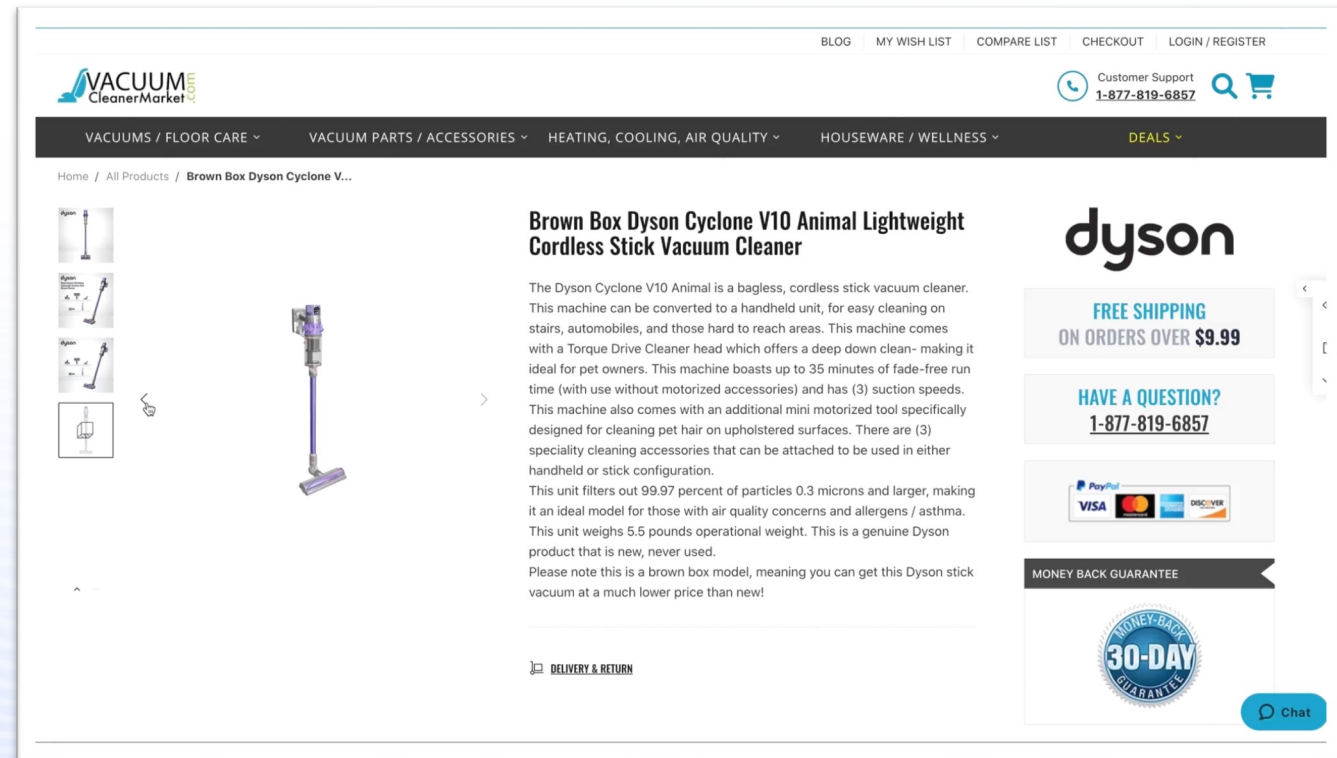 BLOG
MY WISH LIST
COMPARE LIST
CHECKOUT
LOGIN / REGISTER
VACUUM
CleanerMarket
.com
Customer Support
1-877-819-6857
VACUUMS / FLOOR CARE
VACUUM PARTS / ACCESSORIES
HEATING, COOLING, AIR QUALITY
HOUSEWARE / WELLNESS
DEALS
Home / All Products / Brown Box Dyson Cyclone V...
dyson
dyson
dyson
Brown Box Dyson Cyclone V10 Animal Lightweight
Cordless Stick Vacuum Cleaner
The Dyson Cyclone V10 Animal is a bagless, cordless stick vacuum cleaner.
This machine can be converted to a handheld unit, for easy cleaning on
stairs, automobiles, and those hard to reach areas. This machine comes
with a Torque Drive Cleaner head which offers a deep down clean- making it
ideal for pet owners. This machine boasts up to 35 minutes of fade-free run
time (with use without motorized accessories) and has (3) suction speeds.
This machine also comes with an additional mini motorized tool specifically
designed for cleaning pet hair on upholstered surfaces. There are (3)
speciality cleaning accessories that can be attached to be used in either
handheld or stick configuration.
This unit filters out 99.97 percent of particles 0.3 microns and larger, making
it an ideal model for those with air quality concerns and allergens / asthma.
This unit weighs 5.5 pounds operational weight. This is a genuine Dyson
product that is new, never used.
Please note this is a brown box model, meaning you can get this Dyson stick
vacuum at a much lower price than new!
DELIVERY & RETURN
dyson
FREE SHIPPING
ON ORDERS OVER $9.99
HAVE A QUESTION?
1-877-819-6857
PayPal
VISA
DISCOVER
MONEY BACK GUARANTEE
MONEY-BACK
30-DAY
GUARANTEE
Chat